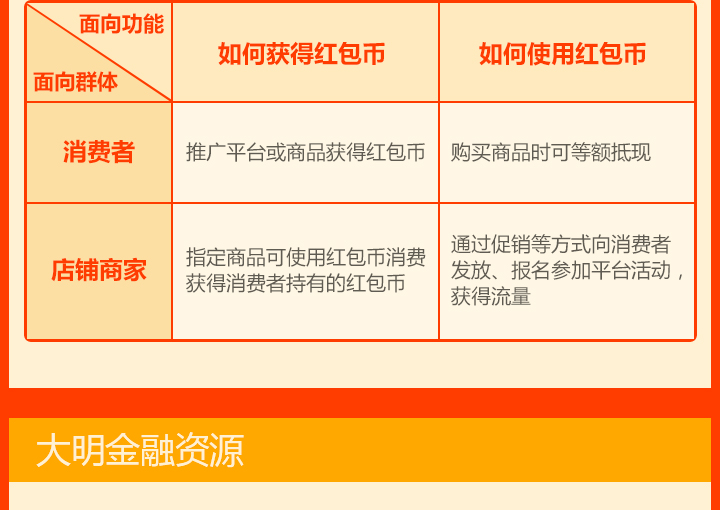 面向功能
面向群体
如何获得红包币
如何使用红包币
消费者
推广平台或商品获得红包币
购买商品时可等额抵现
店铺商家
指定商品可使用红包币消费
获得消费者持有的红包币
通过促销等方式向消费者
发放、报名参加平台活动，
获得流量
大明金融资源